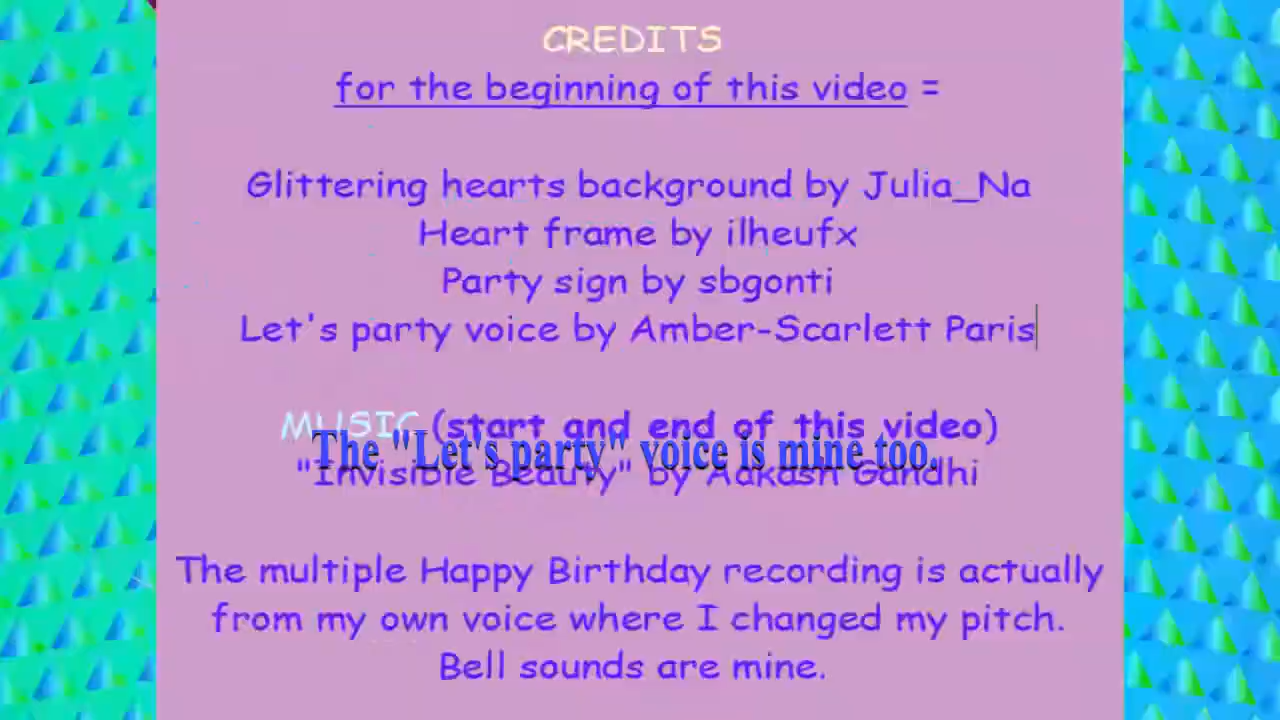 CREDITS
for the beginning of this video =
Glittering hearts background by Julia_Na
Heart frame by ilheufx
Party sign by sbgonti
Let's party voice by Amber-Scarlett Paris
MUSIC (start and end of this video)
The "Let's party" voice is mine too.
"Invisible Beauty" by Aakash Gandhi
The multiple Happy Birthday recording is actually
from my own voice where I changed my pitch.
Bell sounds are mine.